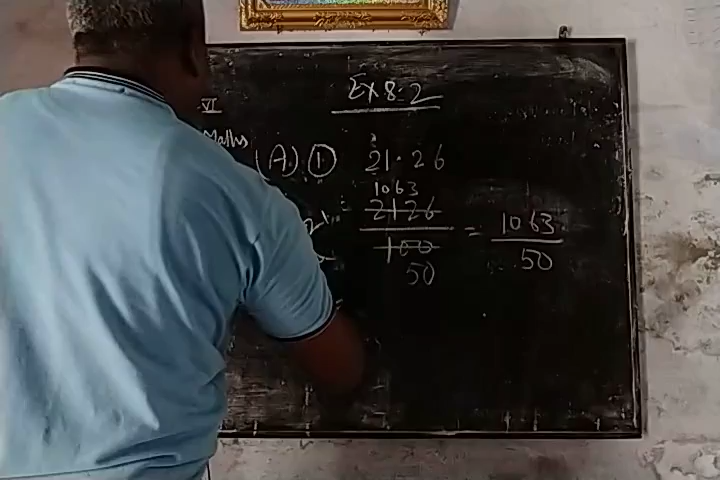 Ex 8.2
VI
Maths
(A) (1) 21.26
1063
= 2126/100 = 1063/50
50